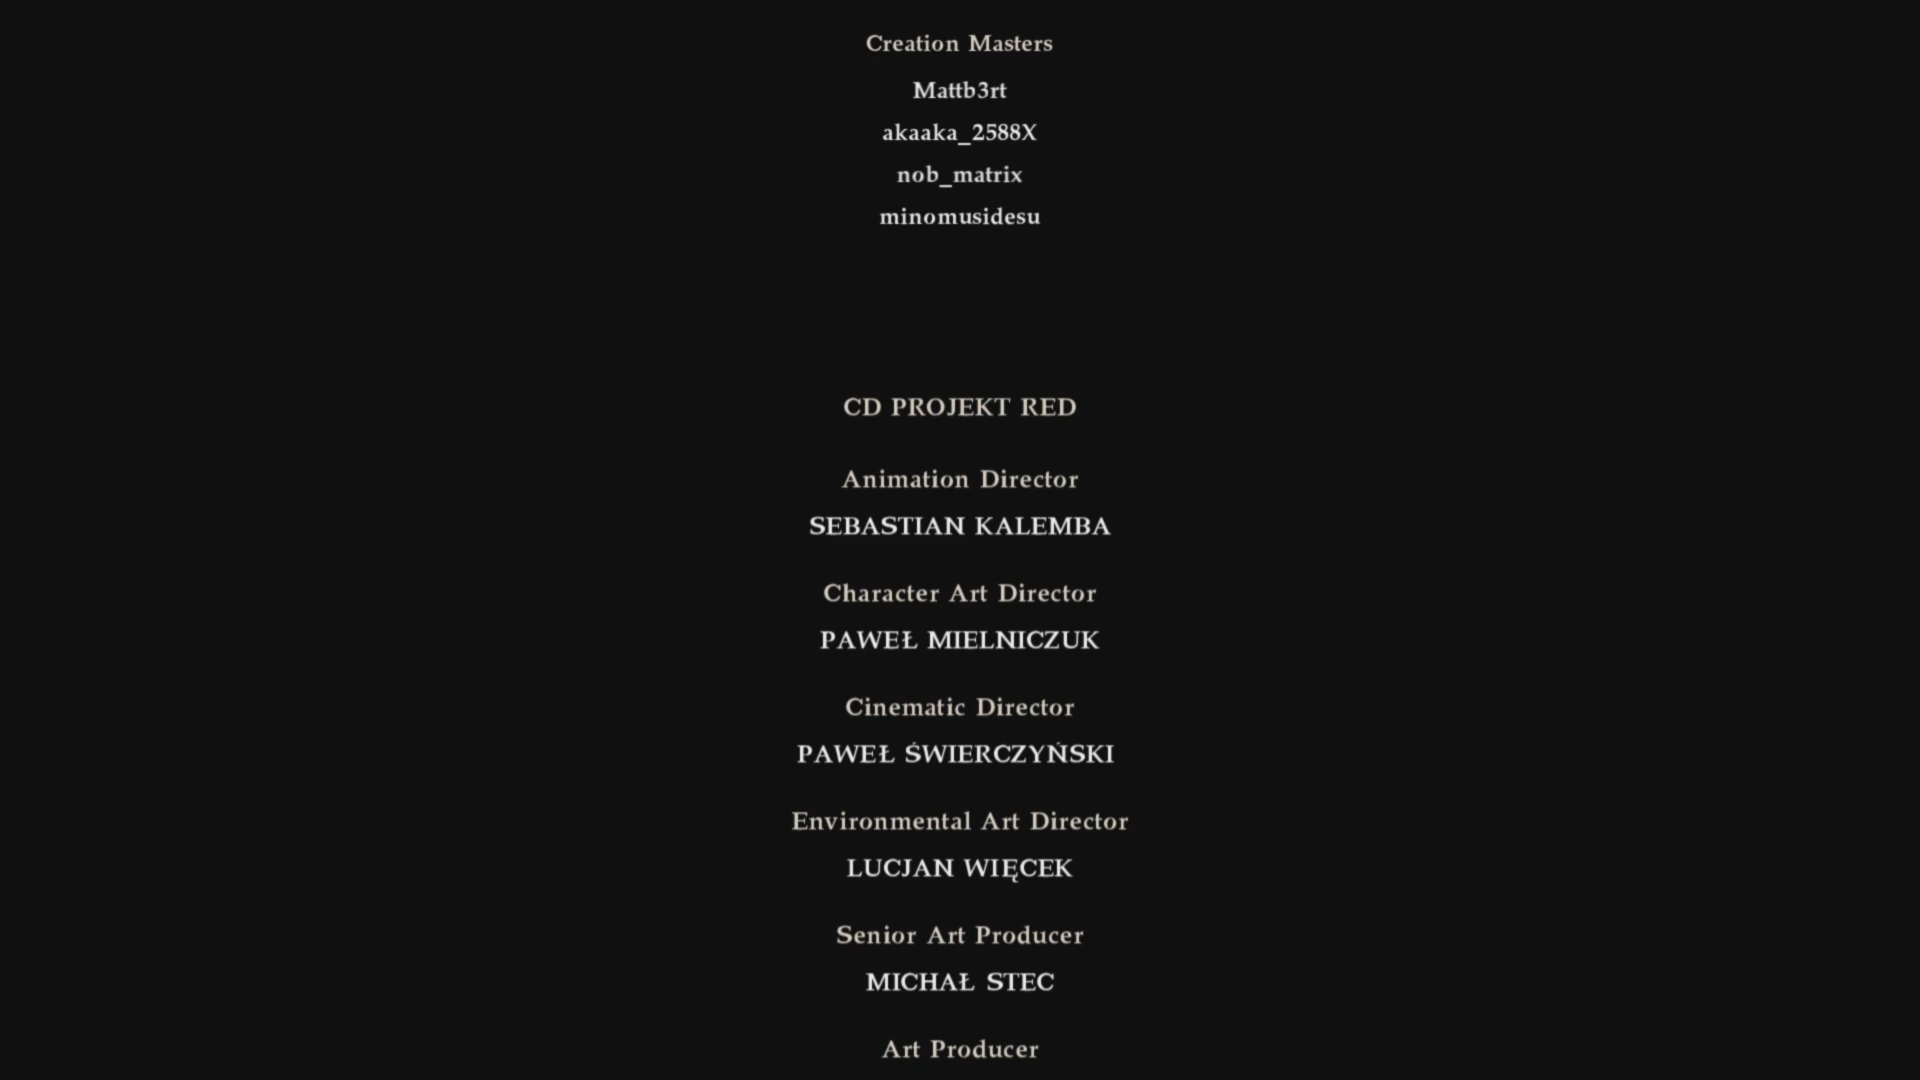 Creation Masters
Mattb3rt
akaaka_2588X
nob_matrix
minomusidesu
CD PROJEKT RED
Animation Director
SEBASTIAN KALEMBA
Character Art Director
PAWEŁ MIELNICZUK
Cinematic Director
PAWEŁ ŚWIERCZYŃSKI
Environmental Art Director
LUCJAN WIĘCEK
Senior Art Producer
MICHAŁ STEC
Art Producer